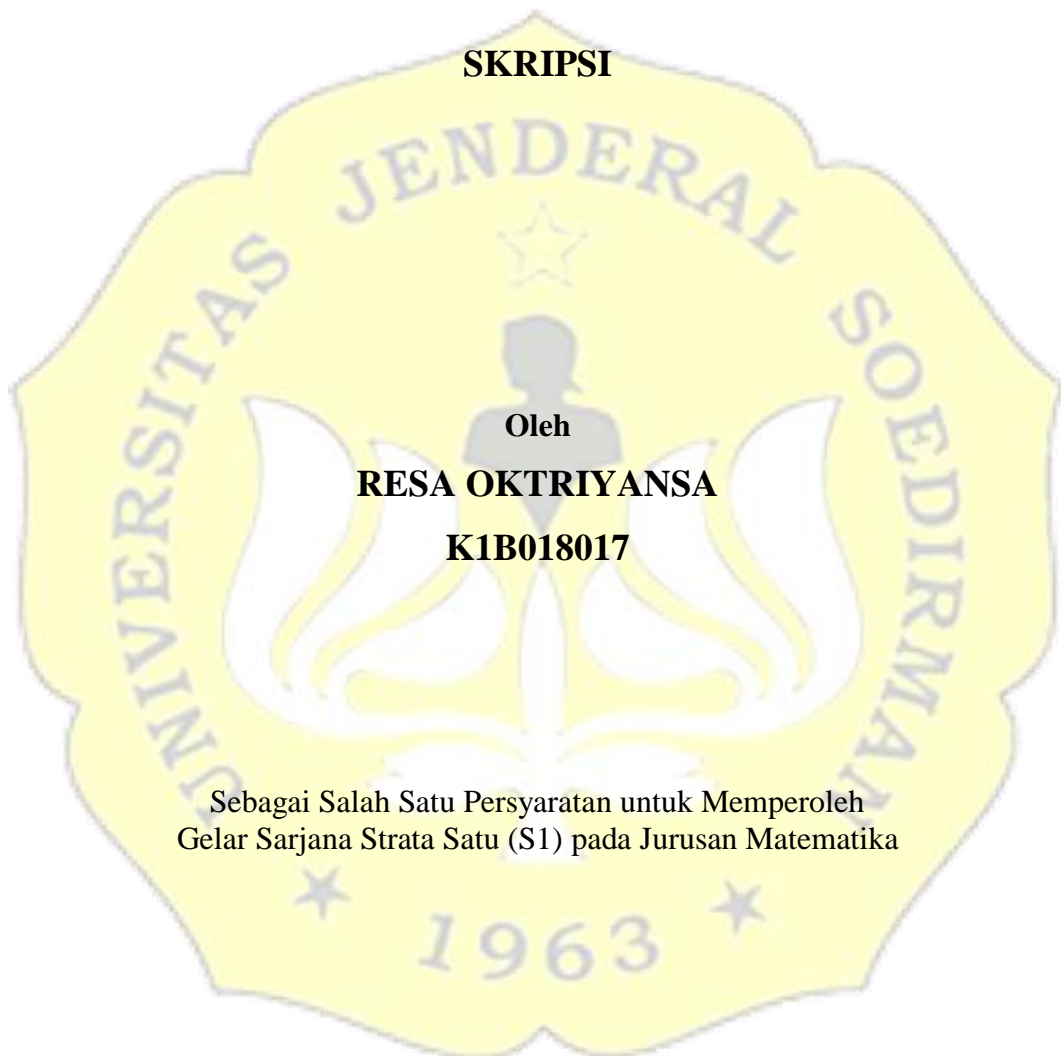 SKRIPSI
UNIVERSITAS JENDERAL SOEDIRMAN
Oleh
RESA OKTRIYANSA
K1B018017
Sebagai Salah Satu Persyaratan untuk Memperoleh
Gelar Sarjana Strata Satu (S1) pada Jurusan Matematika
1963